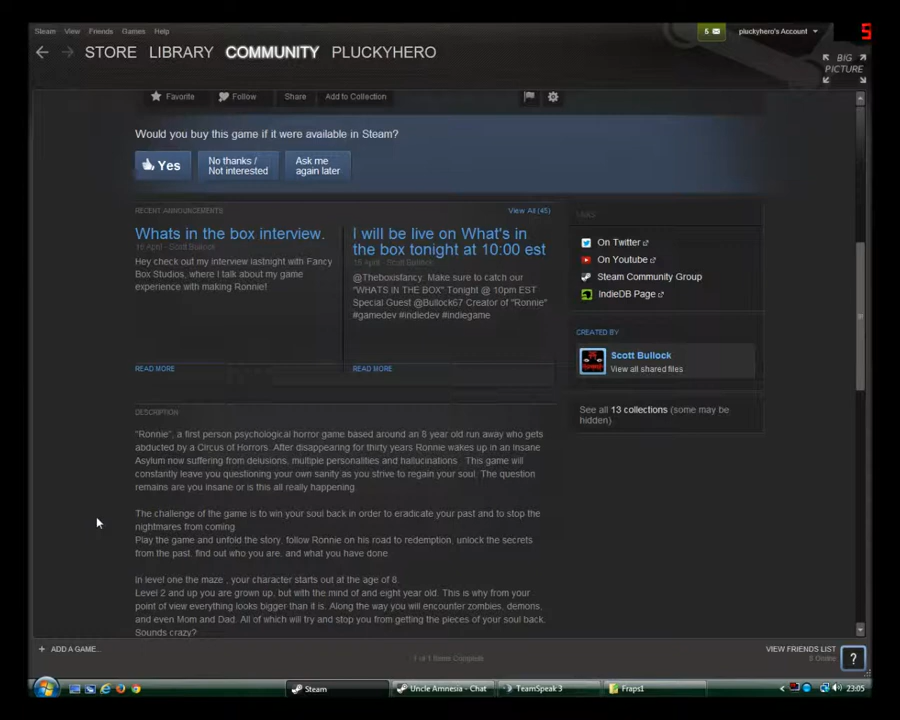 Steam View Friends Games Help
5
pluckyhero's Account
5
STORE LIBRARY COMMUNITY PLUCKYHERO
BIG PICTURE
Favorite Follow Share Add to Collection
Would you buy this game if it were available in Steam?
Yes
No thanks /
Not interested
Ask me
again later
RECENT ANNOUNCEMENTS
View All (45)
Whats in the box interview.
16 April - Scott Bullock
Hey check out my interview lastnight with Fancy
Box Studios, where I talk about my game
experience with making Ronnie!
READ MORE
I will be live on What's in
the box tonight at 10:00 est
15 April - Scott Bullock
@Theboxisfancy: Make sure to catch our
"WHATS IN THE BOX" Tonight @ 10pm EST
Special Guest @Bullock67 Creator of "Ronnie"
#gamedev #indiedev #indiegame
READ MORE
LINKS
On Twitter
On Youtube
Steam Community Group
IndieDB Page
CREATED BY
Scott Bullock
View all shared files
See all 13 collections (some may be
hidden)
DESCRIPTION
"Ronnie", a first person psychological horror game based around an 8 year old run away who gets
abducted by a Circus of Horrors. After disappearing for thirty years Ronnie wakes up in an Insane
Asylum now suffering from delusions, multiple personalities and hallucinations . This game will
constantly leave you questioning your own sanity as you strive to regain your soul. The question
remains are you insane or is this all really happening.
The challenge of the game is to win your soul back in order to eradicate your past and to stop the
nightmares from coming
Play the game and unfold the story, follow Ronnie on his road to redemption, unlock the secrets
from the past, find out who you are, and what you have done.
In level one the maze , your character starts out at the age of 8.
Level 2 and up you are grown up, but with the mind of and eight year old. This is why from your
point of view everything looks bigger than it is. Along the way you will encounter zombies, demons,
and even Mom and Dad. All of which will try and stop you from getting the pieces of your soul back.
Sounds crazy?
+ ADD A GAME...
1 of 1 Items Complete
VIEW FRIENDS LIST
?
Steam
Uncle Amnesia - Chat
TeamSpeak 3
Fraps1
23:05